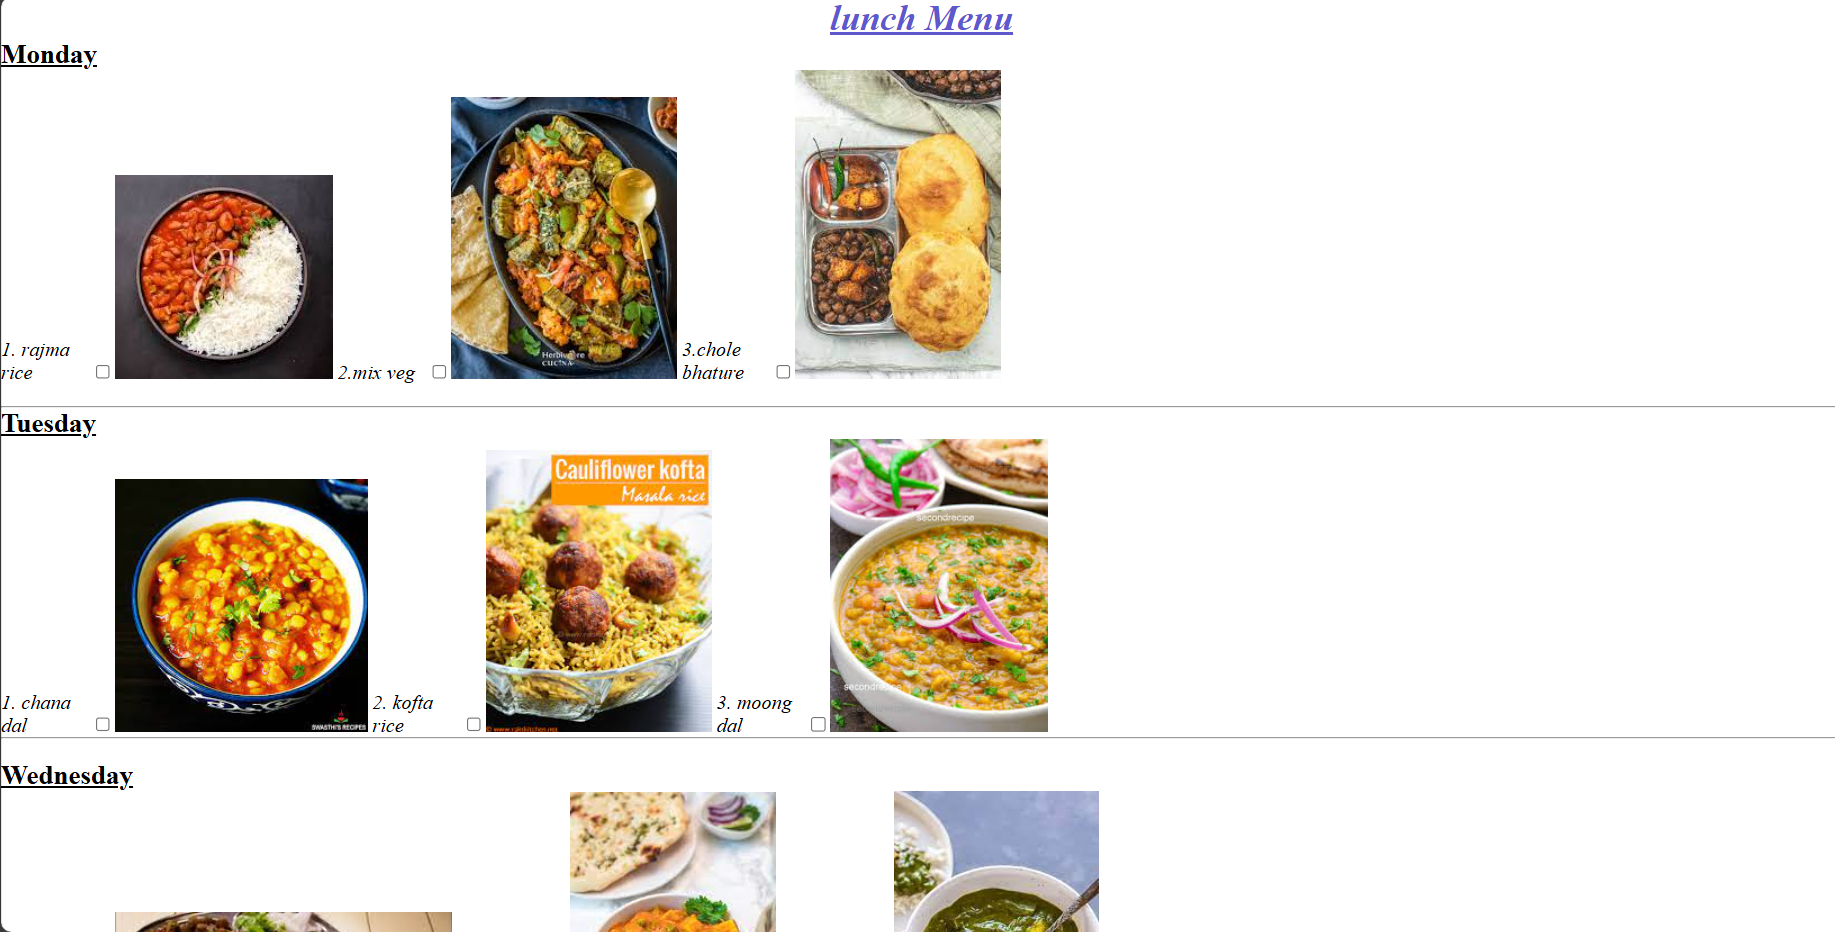 lunch Menu
Monday
1. rajma
rice
2.mix veg
Herbivore
CUCINA
3.chole
bhature
Tuesday
1. chana
dal
SWASTHI'S RECIPES
2. kofta
rice
Cauliflower kofta
Masala rice
3. moong
dal
secondrecipe
secondrecipe
Wednesday